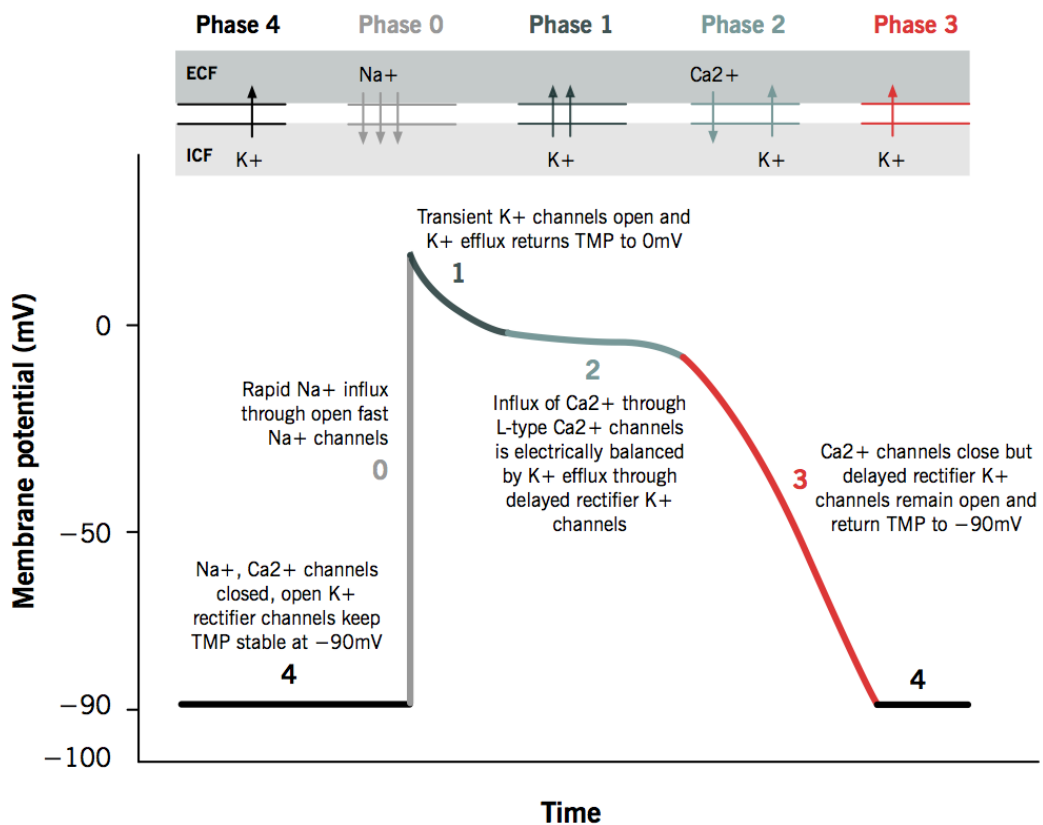 Phase 4 Phase 0 Phase 1 Phase 2 Phase 3
ECF Na+ Ca2+
ICF K+ K+ K+ K+
Transient K+ channels open and
K+ efflux returns TMP to 0mV
1
Membrane potential (mV)
0
−50
−90
−100
Rapid Na+ influx
through open fast
Na+ channels
0
2
Influx of Ca2+ through
L-type Ca2+ channels
is electrically balanced
by K+ efflux through
delayed rectifier K+
channels
3
Ca2+ channels close but
delayed rectifier K+
channels remain open and
return TMP to −90mV
Na+, Ca2+ channels
closed, open K+
rectifier channels keep
TMP stable at −90mV
4
4
Time